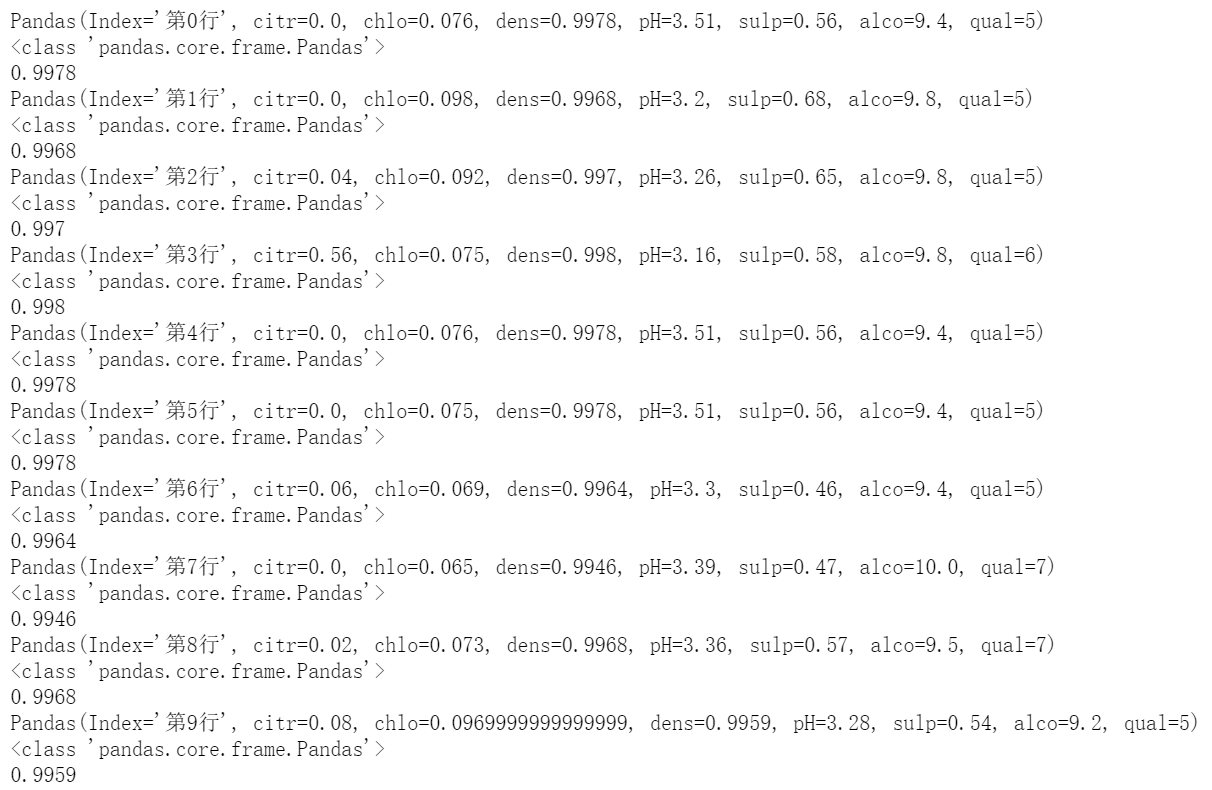 Pandas(Index='第0行', citr=0.0, chlo=0.076, dens=0.9978, pH=3.51, sulp=0.56, alco=9.4, qual=5)
<class 'pandas.core.frame.Pandas'>
0.9978
Pandas(Index='第1行', citr=0.0, chlo=0.098, dens=0.9968, pH=3.2, sulp=0.68, alco=9.8, qual=5)
<class 'pandas.core.frame.Pandas'>
0.9968
Pandas(Index='第2行', citr=0.04, chlo=0.092, dens=0.997, pH=3.26, sulp=0.65, alco=9.8, qual=5)
<class 'pandas.core.frame.Pandas'>
0.997
Pandas(Index='第3行', citr=0.56, chlo=0.075, dens=0.998, pH=3.16, sulp=0.58, alco=9.8, qual=6)
<class 'pandas.core.frame.Pandas'>
0.998
Pandas(Index='第4行', citr=0.0, chlo=0.076, dens=0.9978, pH=3.51, sulp=0.56, alco=9.4, qual=5)
<class 'pandas.core.frame.Pandas'>
0.9978
Pandas(Index='第5行', citr=0.0, chlo=0.075, dens=0.9978, pH=3.51, sulp=0.56, alco=9.4, qual=5)
<class 'pandas.core.frame.Pandas'>
0.9978
Pandas(Index='第6行', citr=0.06, chlo=0.069, dens=0.9964, pH=3.3, sulp=0.46, alco=9.4, qual=5)
<class 'pandas.core.frame.Pandas'>
0.9964
Pandas(Index='第7行', citr=0.0, chlo=0.065, dens=0.9946, pH=3.39, sulp=0.47, alco=10.0, qual=7)
<class 'pandas.core.frame.Pandas'>
0.9946
Pandas(Index='第8行', citr=0.02, chlo=0.073, dens=0.9968, pH=3.36, sulp=0.57, alco=9.5, qual=7)
<class 'pandas.core.frame.Pandas'>
0.9968
Pandas(Index='第9行', citr=0.08, chlo=0.0969999999999999, dens=0.9959, pH=3.28, sulp=0.54, alco=9.2, qual=5)
<class 'pandas.core.frame.Pandas'>
0.9959